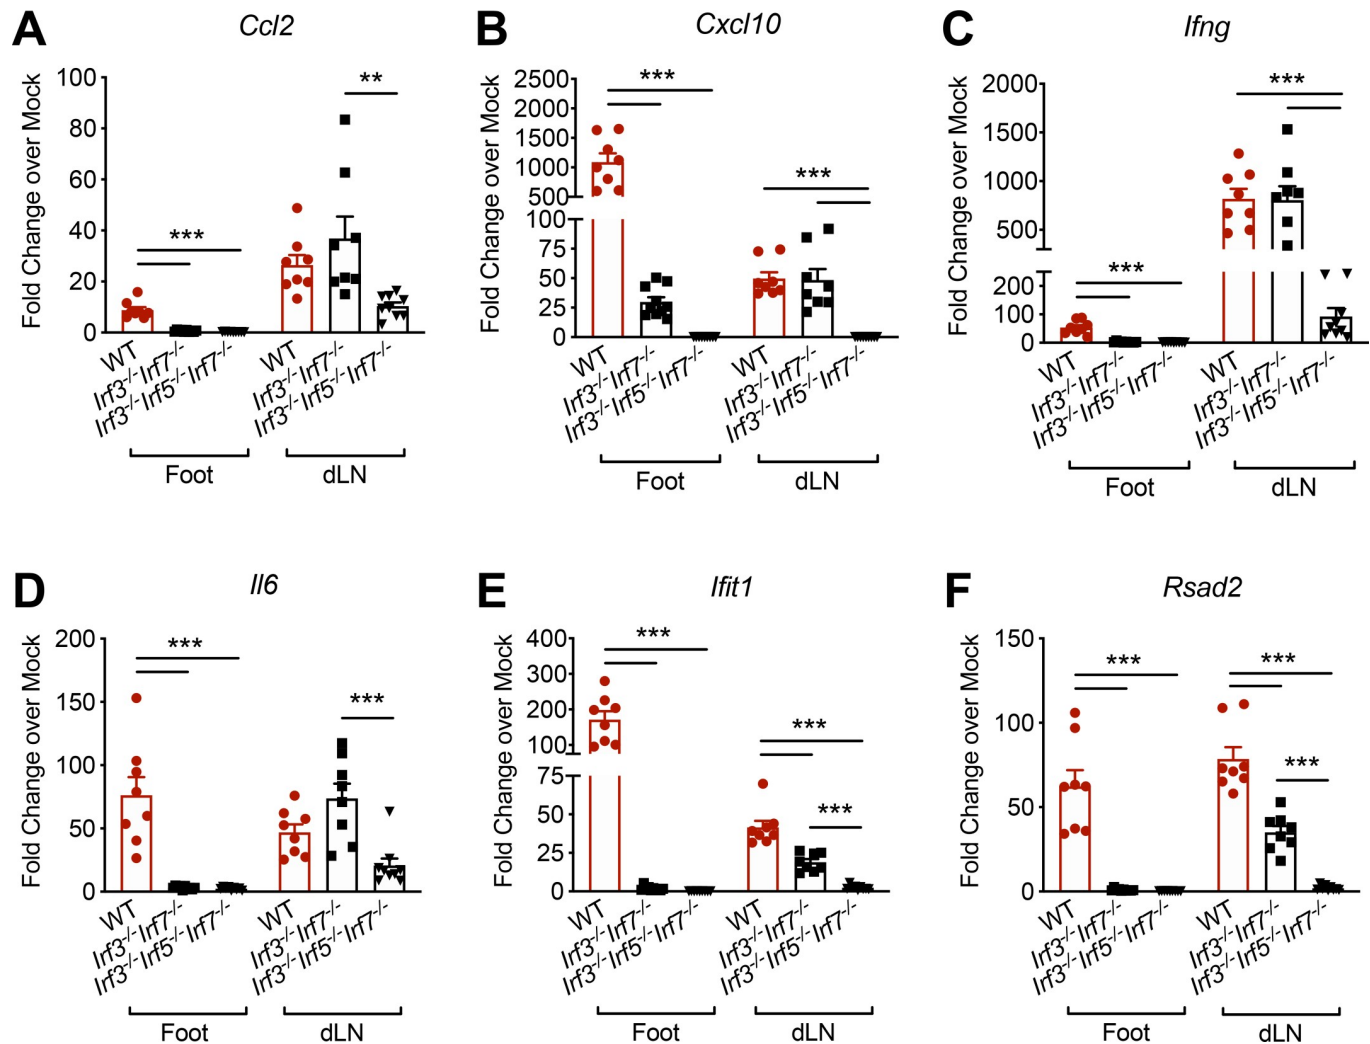 A
Ccl2
Fold Change over Mock
100
80
60
40
20
0
***
**
WT
Irf3-/-Irf7-/-
Irf3-/-Irf5-/-Irf7-/-
WT
Irf3-/-Irf7-/-
Irf3-/-Irf5-/-Irf7-/-
Foot
dLN
B
Cxcl10
Fold Change over Mock
2500
2000
1500
1000
500
100
75
50
25
0
***
***
WT
Irf3-/-Irf7-/-
Irf3-/-Irf5-/-Irf7-/-
WT
Irf3-/-Irf7-/-
Irf3-/-Irf5-/-Irf7-/-
Foot
dLN
C
Ifng
Fold Change over Mock
2000
1500
1000
500
200
100
0
***
***
WT
Irf3-/-Irf7-/-
Irf3-/-Irf5-/-Irf7-/-
WT
Irf3-/-Irf7-/-
Irf3-/-Irf5-/-Irf7-/-
Foot
dLN
D
Il6
Fold Change over Mock
200
150
100
50
0
***
***
WT
Irf3-/-Irf7-/-
Irf3-/-Irf5-/-Irf7-/-
WT
Irf3-/-Irf7-/-
Irf3-/-Irf5-/-Irf7-/-
Foot
dLN
E
Ifit1
Fold Change over Mock
400
300
200
100
75
50
25
0
***
***
***
WT
Irf3-/-Irf7-/-
Irf3-/-Irf5-/-Irf7-/-
WT
Irf3-/-Irf7-/-
Irf3-/-Irf5-/-Irf7-/-
Foot
dLN
F
Rsad2
Fold Change over Mock
150
100
50
0
***
***
***
WT
Irf3-/-Irf7-/-
Irf3-/-Irf5-/-Irf7-/-
WT
Irf3-/-Irf7-/-
Irf3-/-Irf5-/-Irf7-/-
Foot
dLN